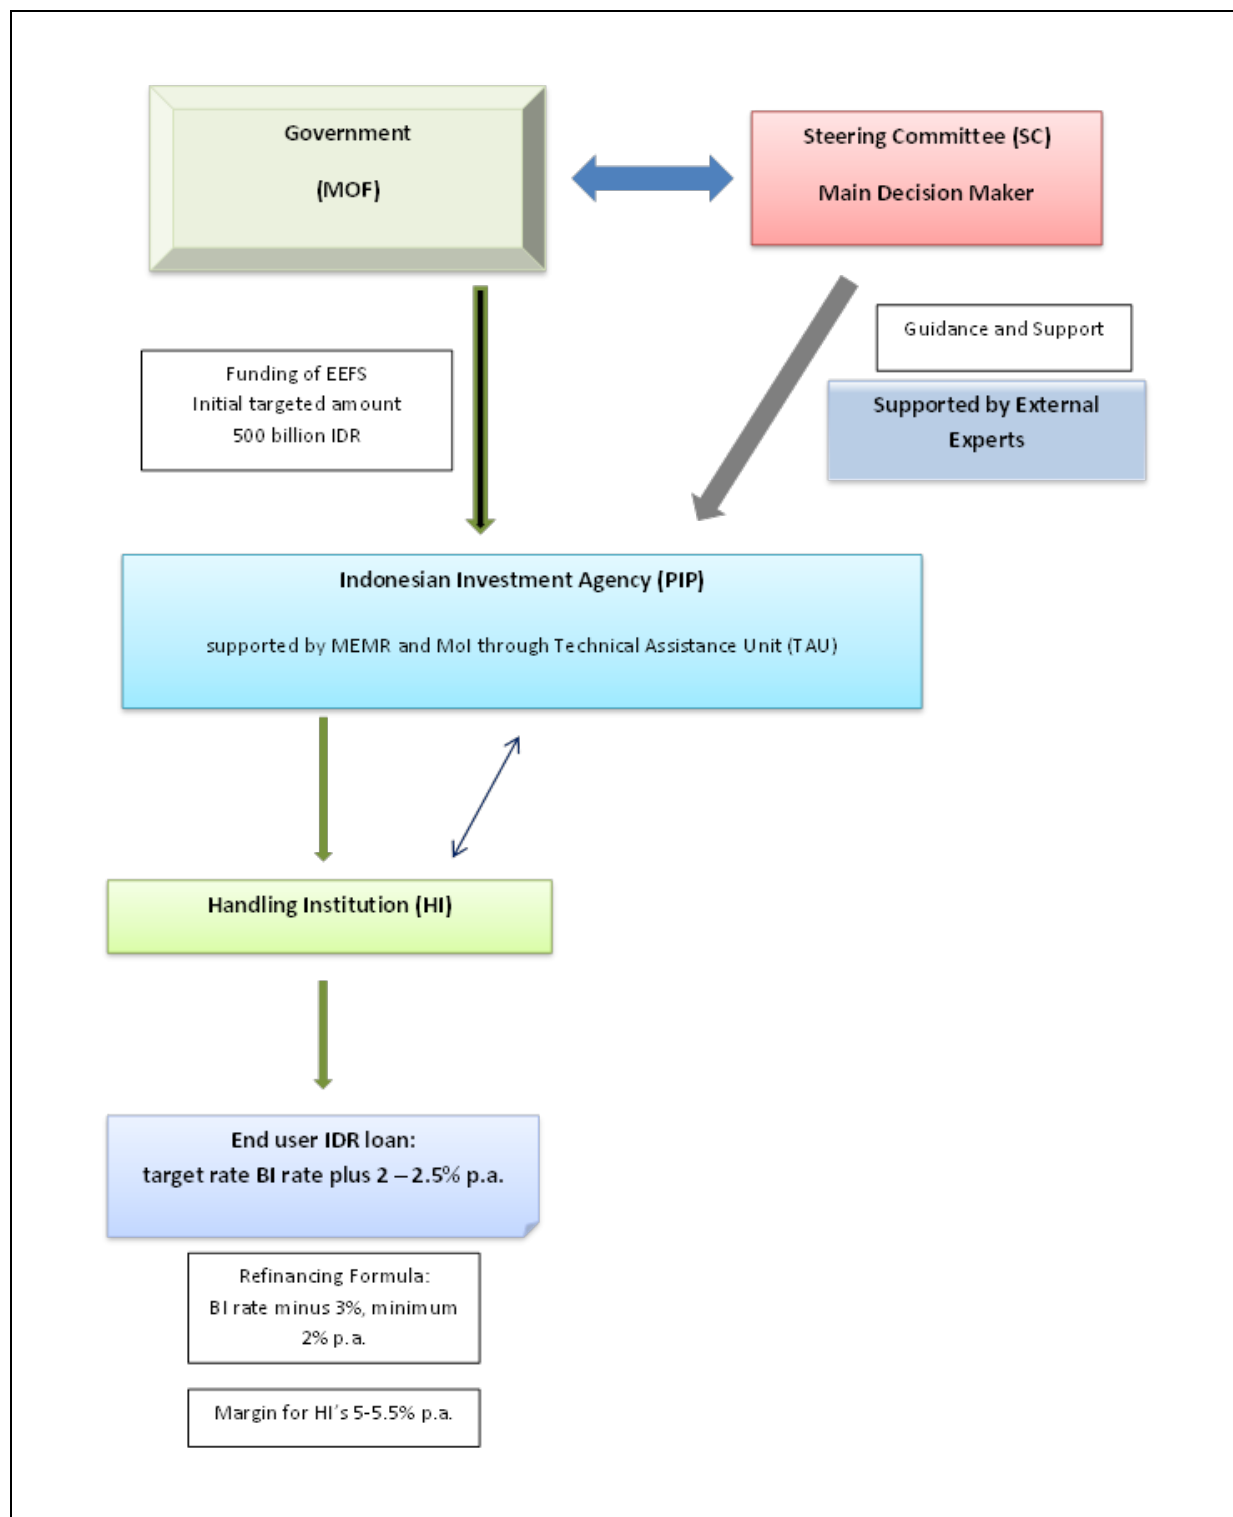 Government
(MOF)
Steering Committee (SC)
Main Decision Maker
Guidance and Support
Funding of EEFS
Initial targeted amount
500 billion IDR
Supported by External
Experts
Indonesian Investment Agency (PIP)
supported by MEMR and MoI through Technical Assistance Unit (TAU)
Handling Institution (HI)
End user IDR loan:
target rate BI rate plus 2 – 2.5% p.a.
Refinancing Formula:
BI rate minus 3%, minimum
2% p.a.
Margin for HI´s 5-5.5% p.a.